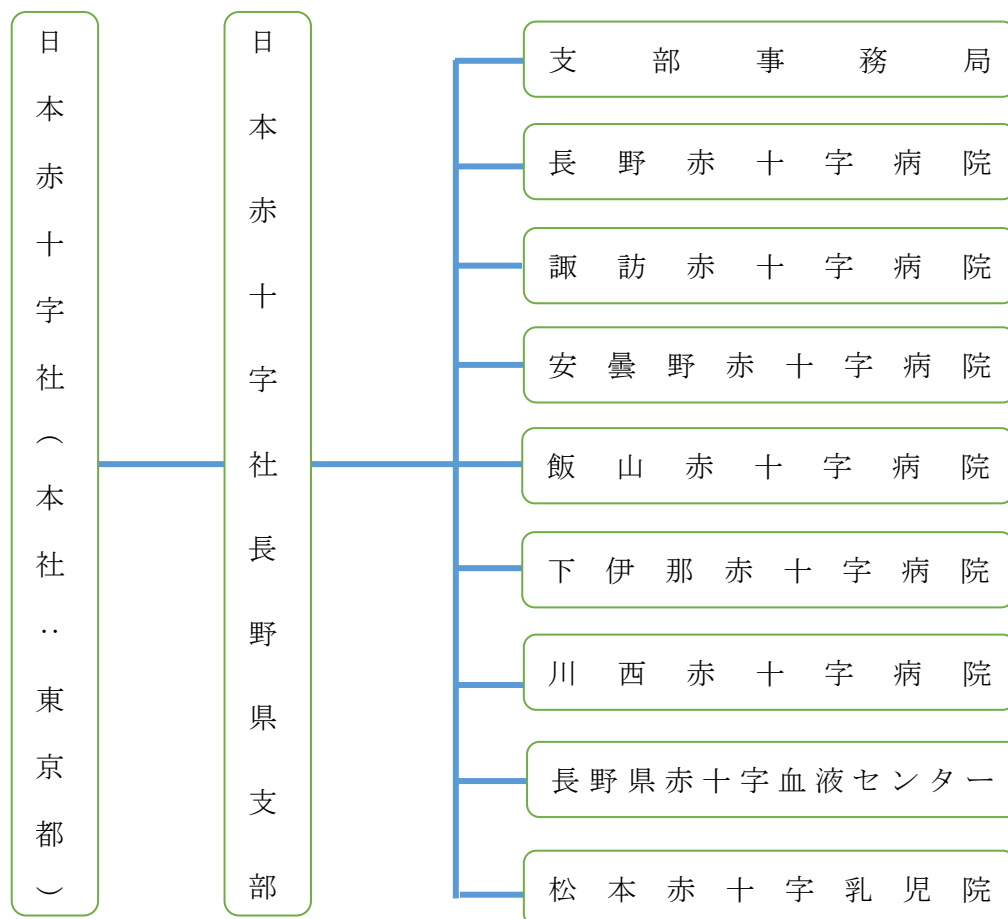 日本赤十字社(本社:東京都)
日本赤十字社長野県支部
支部事務局
長野赤十字病院
諏訪赤十字病院
安曇野赤十字病院
飯山赤十字病院
下伊那赤十字病院
川西赤十字病院
長野県赤十字血液センター
松本赤十字乳児院